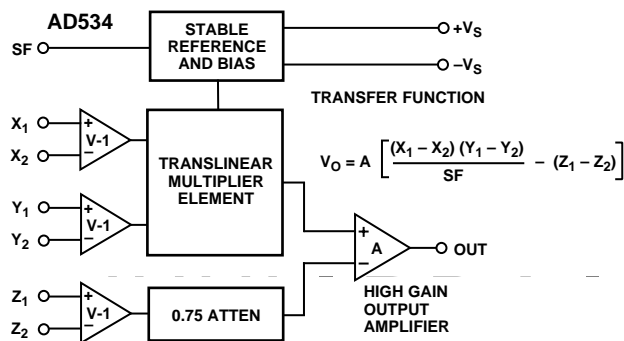 AD534
SF
STABLE
REFERENCE
AND BIAS
+VS
–VS
TRANSFER FUNCTION
X1
X2
+
–
V-1
TRANSLINEAR
MULTIPLIER
ELEMENT
VO = A [ (X1 – X2) (Y1 – Y2) / SF – (Z1 – Z2) ]
Y1
Y2
+
–
V-1
+
–
A
OUT
Z1
Z2
+
–
V-1
0.75 ATTEN
HIGH GAIN
OUTPUT
AMPLIFIER